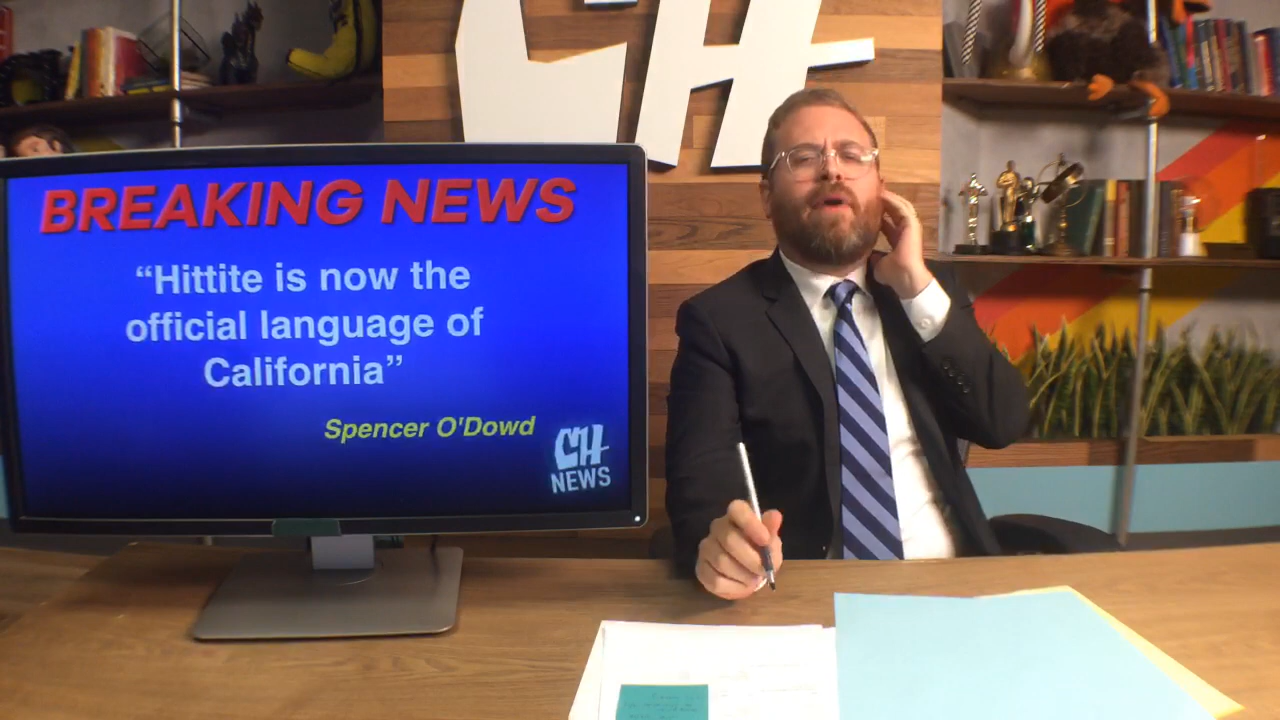 CH
BREAKING NEWS
“Hittite is now the
official language of
California”
Spencer O'Dowd
CH
NEWS